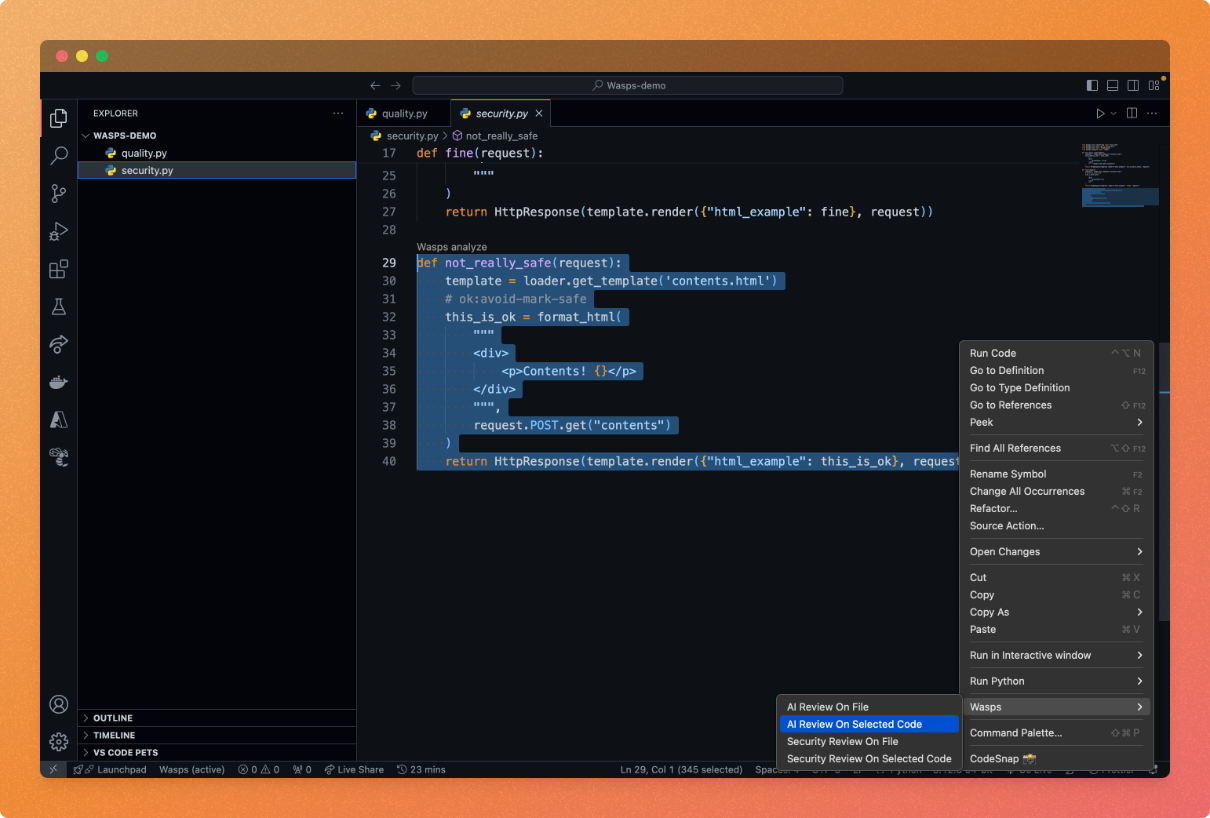 Wasps-demo
EXPLORER
WASPS-DEMO
quality.py
security.py
OUTLINE
TIMELINE
VS CODE PETS
quality.py
security.py
security.py > not_really_safe
17 def fine(request):
25 """
26 )
27 return HttpResponse(template.render({"html_example": fine}, request))
28
Wasps analyze
29 def not_really_safe(request):
30 template = loader.get_template('contents.html')
31 # ok:avoid-mark-safe
32 this_is_ok = format_html(
33 """
34 <div>
35 <p>Contents! {}</p>
36 </div>
37 """,
38 request.POST.get("contents")
39 )
40 return HttpResponse(template.render({"html_example": this_is_ok}, request
Run Code ⌃⌥ N
Go to Definition F12
Go to Type Definition
Go to References ⇧ F12
Peek
Find All References ⌥⇧ F12
Rename Symbol F2
Change All Occurrences ⌘ F2
Refactor... ⌃⇧ R
Source Action...
Open Changes
Cut ⌘ X
Copy ⌘ C
Copy As
Paste ⌘ V
Run in Interactive window
Run Python
Wasps
Command Palette... ⇧⌘ P
CodeSnap 📸
AI Review On File
AI Review On Selected Code
Security Review On File
Security Review On Selected Code
Launchpad Wasps (active) 0 0 0 Live Share 23 mins Ln 29, Col 1 (345 selected)